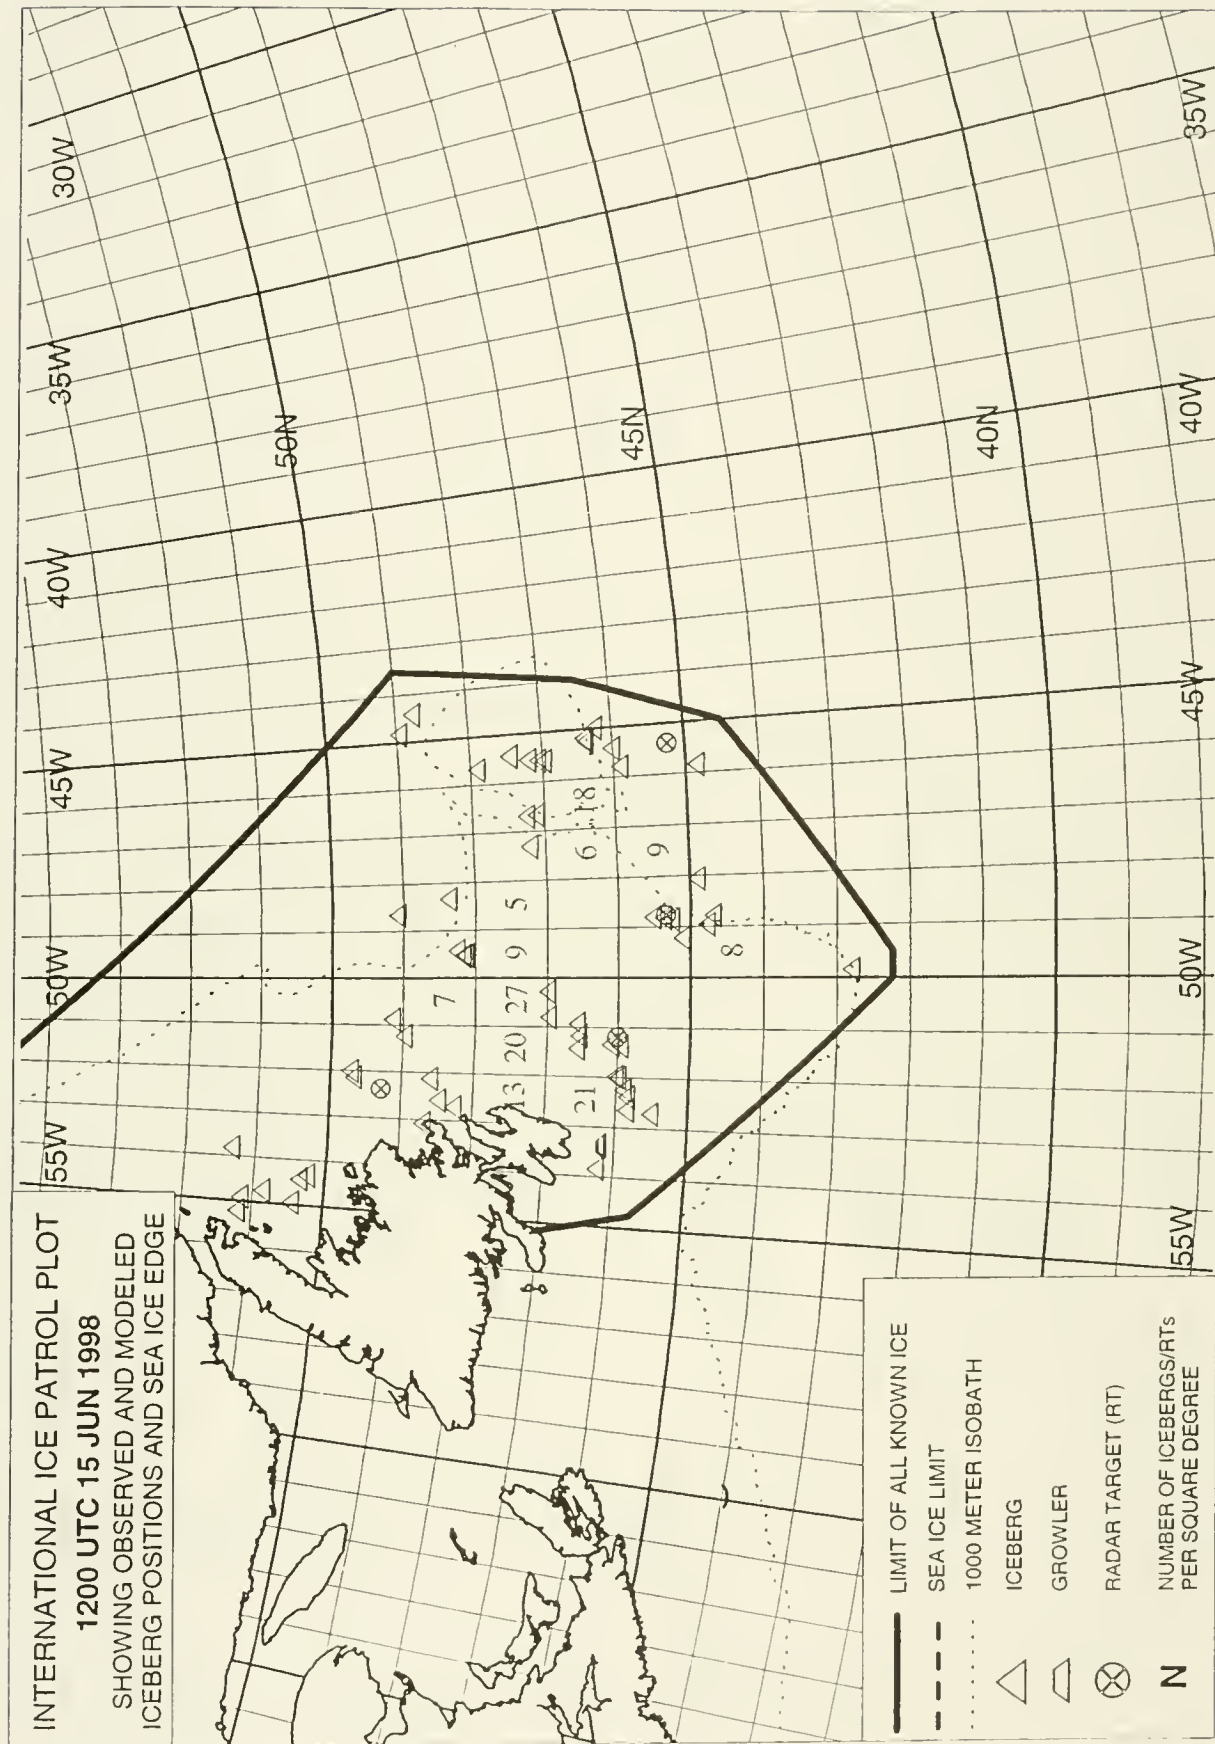 INTERNATIONAL ICE PATROL PLOT
1200 UTC 15 JUN 1998
SHOWING OBSERVED AND MODELED
ICEBERG POSITIONS AND SEA ICE EDGE
55W 50W 45W 40W 35W 30W
50N
7
13 20 27 9 5
21 6 18
45N
9
8
40N
LIMIT OF ALL KNOWN ICE
SEA ICE LIMIT
1000 METER ISOBATH
ICEBERG
GROWLER
RADAR TARGET (RT)
N NUMBER OF ICEBERGS/RTs
PER SQUARE DEGREE
55W 50W 45W 40W 35W